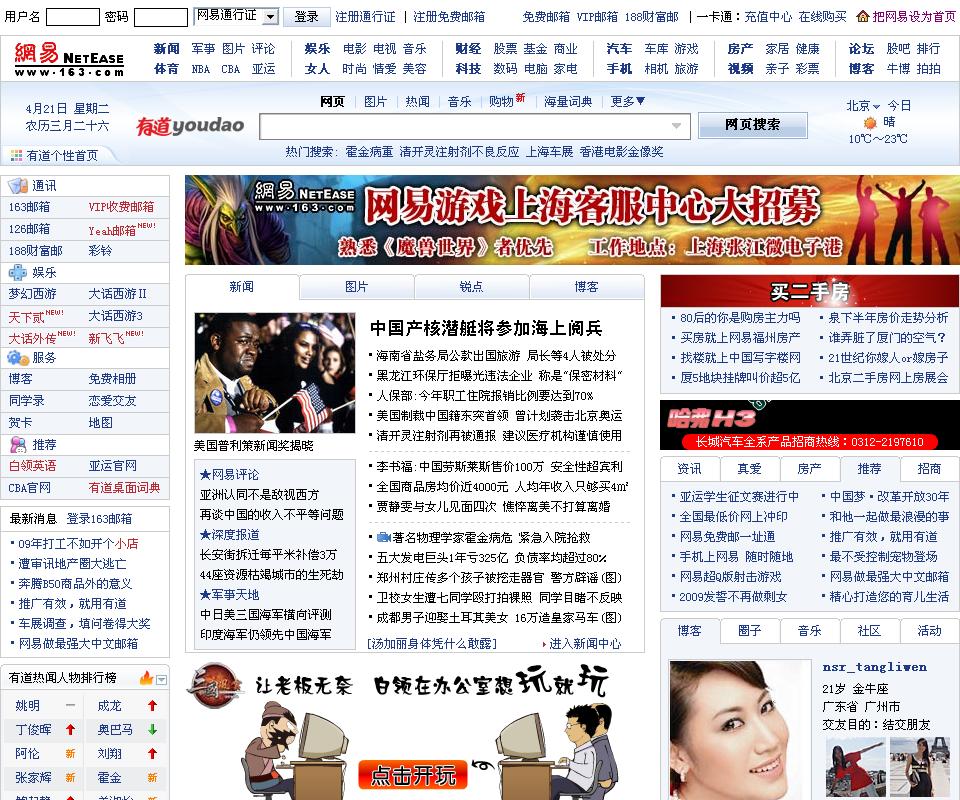 用户名 密码 网易通行证 登录 注册通行证 | 注册免费邮箱 免费邮箱 VIP邮箱 188财富邮 | 一卡通：充值中心 在线购买 把网易设为首页
網易 NETEASE
www.163.com
新闻 军事 图片 评论 娱乐 电影 电视 音乐 财经 股票 基金 商业 汽车 车库 游戏 房产 家居 健康 论坛 股吧 排行
体育 NBA CBA 亚运 女人 时尚 情爱 美容 科技 数码 电脑 家电 手机 相机 旅游 视频 亲子 彩票 博客 牛博 拍拍
4月21日 星期二
农历三月二十六
有道个性首页
网页 图片 热闻 音乐 购物新 海量词典 更多▼
有道youdao 网页搜索
热门搜索: 霍金病重 清开灵注射剂不良反应 上海车展 香港电影金像奖
北京 今日
晴
10℃～23℃
通讯
163邮箱 VIP收费邮箱
126邮箱 Yeah邮箱NEW!
188财富邮 彩铃
娱乐
梦幻西游 大话西游Ⅱ
天下贰NEW! 大话西游3
大话外传NEW! 新飞飞NEW!
服务
博客 免费相册
同学录 恋爱交友
贺卡 地图
推荐
白领英语 亚运官网
CBA官网 有道桌面词典
最新消息 登录163邮箱
09年打工不如开个小店
遭审讯地产圈大逃亡
奔腾B50商品外的意义
推广有效，就用有道
车展调查，填问卷得大奖
网易做最强大中文邮箱
有道热闻人物排行榜
姚明 成龙
丁俊晖 奥巴马
阿伦 新 刘翔
张家辉 新 霍金 新
網易 NETEASE
www.163.com
网易游戏上海客服中心大招募
熟悉《魔兽世界》者优先 工作地点：上海张江微电子港
新闻 图片 锐点 博客
美国普利策新闻奖揭晓
★网易评论
亚洲认同不是敌视西方
再谈中国的收入不平等问题
★深度报道
长安街拆迁每平米补偿3万
44座资源枯竭城市的生死劫
★军事天地
中日美三国海军横向评测
印度海军仍领先中国海军
中国产核潜艇将参加海上阅兵
海南省盐务局公款出国旅游 局长等4人被处分
黑龙江环保厅拒曝光违法企业 称是“保密材料”
人保部:今年职工住院报销比例要达到70%
美国制裁中国籍东突首领 曾计划袭击北京奥运
清开灵注射剂再被通报 建议医疗机构谨慎使用
李书福:中国劳斯莱斯售价100万 安全性超宾利
全国商品房均价近4000元 人均年收入只够买4㎡
贾静雯与女儿见面四次 憔悴离美不打算离婚
著名物理学家霍金病危 紧急入院抢救
五大发电巨头1年亏325亿 负债率均超过80%
郑州村庄传多个孩子被挖走器官 警方辟谣(图)
卫校女生遭七同学殴打拍裸照 同学目睹不反映
成都男子迎娶土耳其美女 16万造皇家马车(图)
[汤加丽身体凭什么敢露] 进入新闻中心
让老板无奈 白领在办公室想玩就玩
点击开玩
买二手房
80后的你是购房主力吗 泉下半年房价走势分析
买房就上网易福州房产 谁弄脏了厦门的空气？
找楼就上中国写字楼网 21世纪你嫁人or嫁房子
厦5地块挂牌叫价超5亿 北京二手房网上房展会
哈弗H3
长城汽车全系产品招商热线：0312-2197610
资讯 真爱 房产 推荐 招商
亚运学生征文赛进行中 中国梦·改革开放30年
全国最低价网上冲印 和他一起做最浪漫的事
网易免费邮一址通 推广有效，就用有道
手机上网易 随时随地 最不受控制宠物登场
网易超Q版射击游戏 网易做最强大中文邮箱
2009发誓不再做剩女 精心打造您的育儿生活
博客 圈子 音乐 社区 活动
nsr_tangliwen
21岁 金牛座
广东省 广州市
交友目的：结交朋友